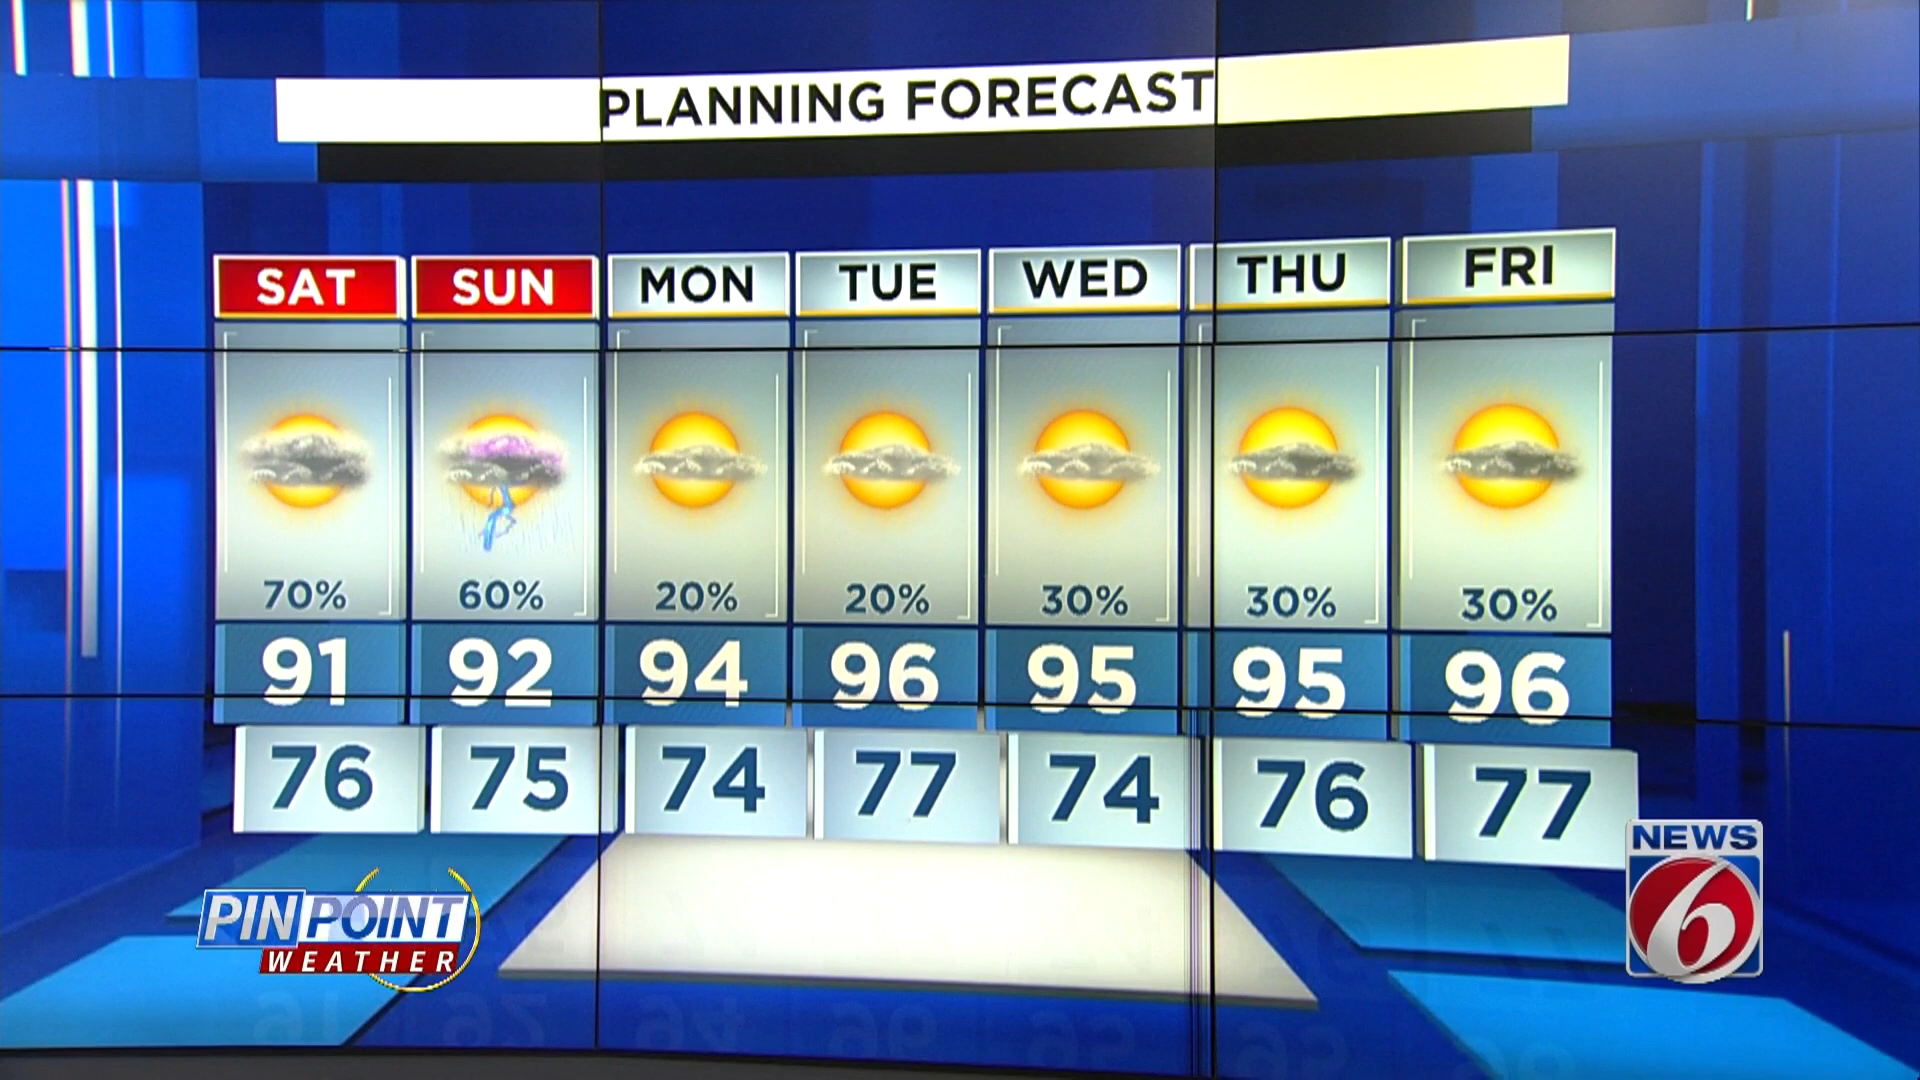 PLANNING FORECAST
SAT SUN MON TUE WED THU FRI
70% 60% 20% 20% 30% 30% 30%
91 92 94 96 95 95 96
76 75 74 77 74 76 77
PINPOINT
WEATHER
NEWS
6